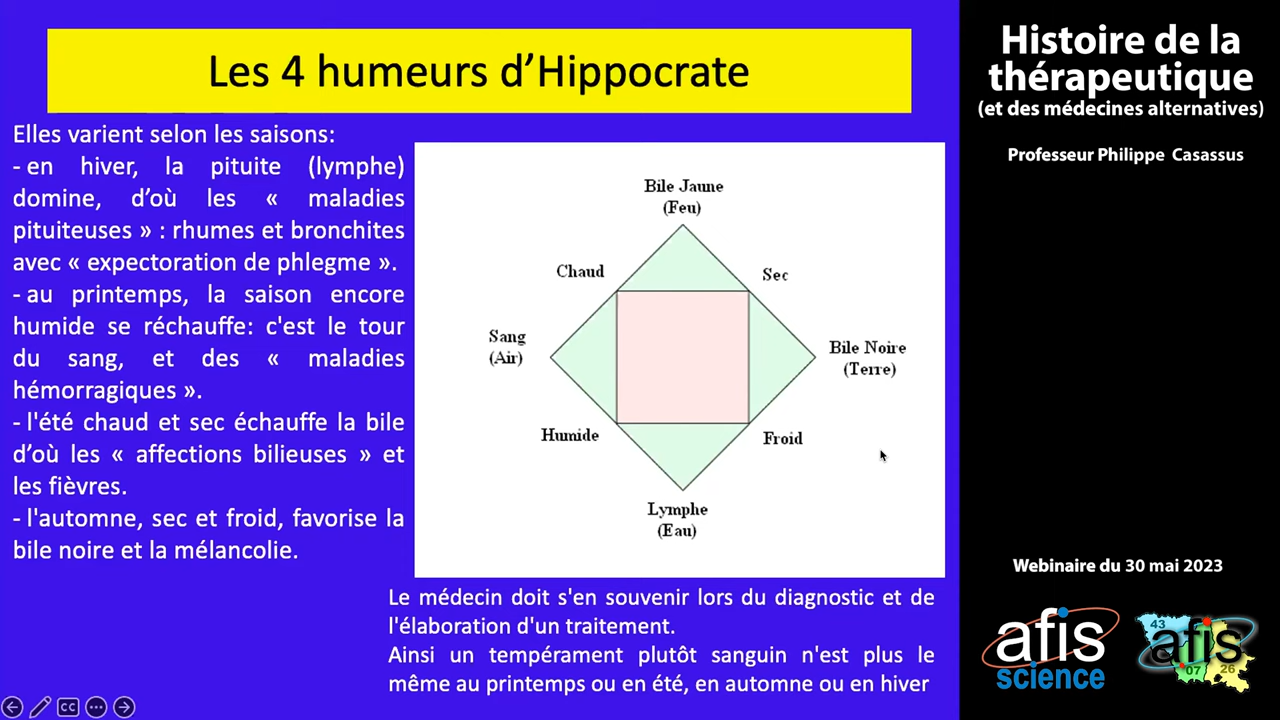 Les 4 humeurs d’Hippocrate
Elles varient selon les saisons:
- en hiver, la pituite (lymphe)
domine, d’où les « maladies
pituiteuses » : rhumes et bronchites
avec « expectoration de phlegme ».
- au printemps, la saison encore
humide se réchauffe: c'est le tour
du sang, et des « maladies
hémorragiques ».
- l'été chaud et sec échauffe la bile
d’où les « affections bilieuses » et
les fièvres.
- l'automne, sec et froid, favorise la
bile noire et la mélancolie.
Bile Jaune
(Feu)
Chaud
Sec
Sang
(Air)
Bile Noire
(Terre)
Humide
Froid
Lymphe
(Eau)
Le médecin doit s'en souvenir lors du diagnostic et de
l'élaboration d'un traitement.
Ainsi un tempérament plutôt sanguin n'est plus le
même au printemps ou en été, en automne ou en hiver
Histoire de la
thérapeutique
(et des médecines alternatives)
Professeur Philippe Casassus
Webinaire du 30 mai 2023
afis
science
43
afis
07
26
CC